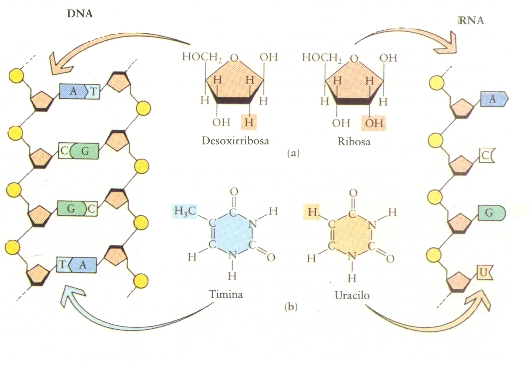 DNA
RNA
HOCH2 O OH
H H
H H
OH H
Desoxirribosa
HOCH2 O OH
H H
H H
OH OH
Ribosa
(a)
A T
C G
G C
T A
A
C
G
U
O
H3C
N
H
H
N
O
H
Timina
O
H
N
H
H
N
O
H
Uracilo
(b)